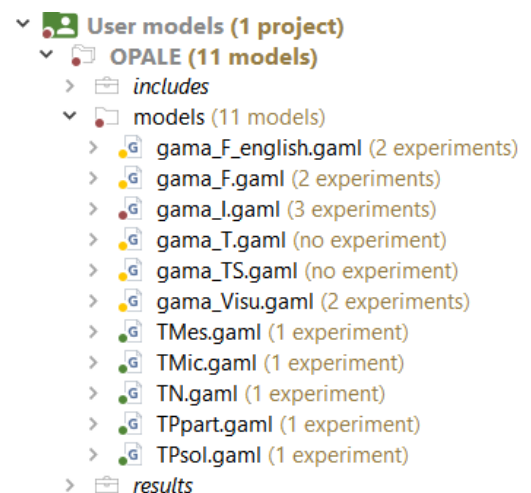 User models (1 project)
OPALE (11 models)
includes
models (11 models)
gama_F_english.gaml (2 experiments)
gama_F.gaml (2 experiments)
gama_I.gaml (3 experiments)
gama_T.gaml (no experiment)
gama_TS.gaml (no experiment)
gama_Visu.gaml (2 experiments)
TMes.gaml (1 experiment)
TMic.gaml (1 experiment)
TN.gaml (1 experiment)
TPpart.gaml (1 experiment)
TPsol.gaml (1 experiment)
results